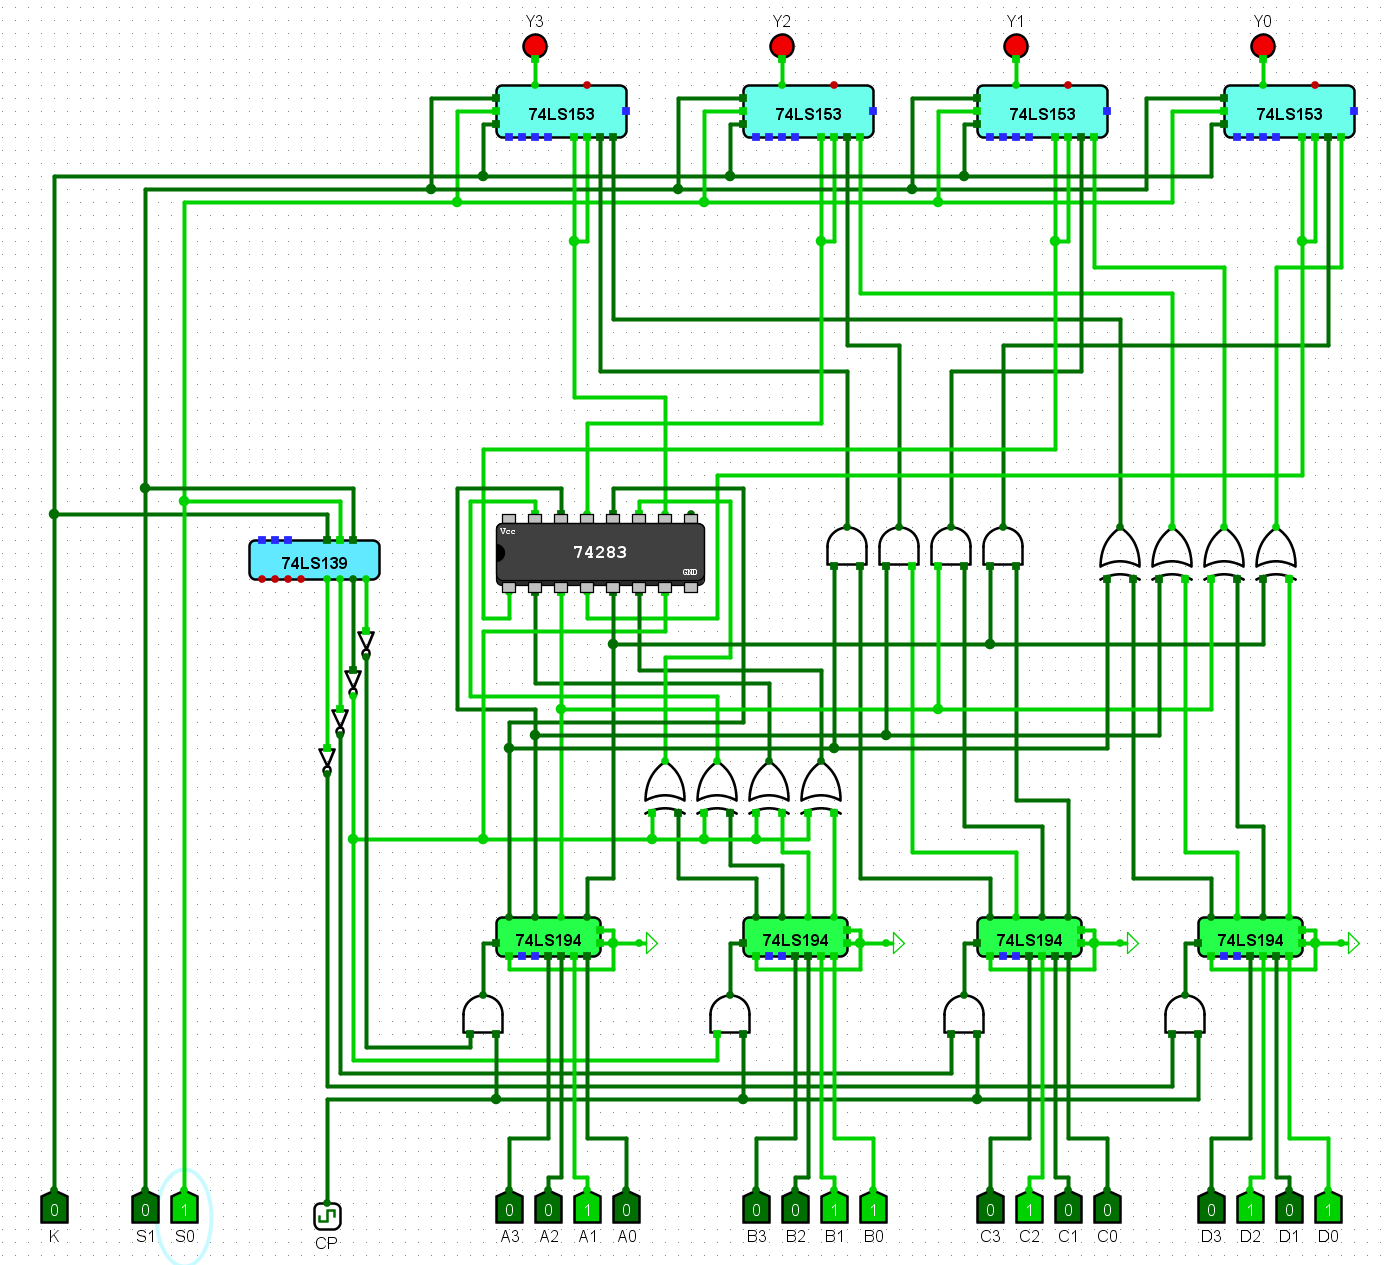 Y3 Y2 Y1 Y0
74LS153 74LS153 74LS153 74LS153
Vcc
74283
GND
74LS139
74LS194 74LS194 74LS194 74LS194
0 0 1 0 0 1 0 0 0 1 1 0 1 0 0 0 1 0 1
K S1 S0 CP A3 A2 A1 A0 B3 B2 B1 B0 C3 C2 C1 C0 D3 D2 D1 D0